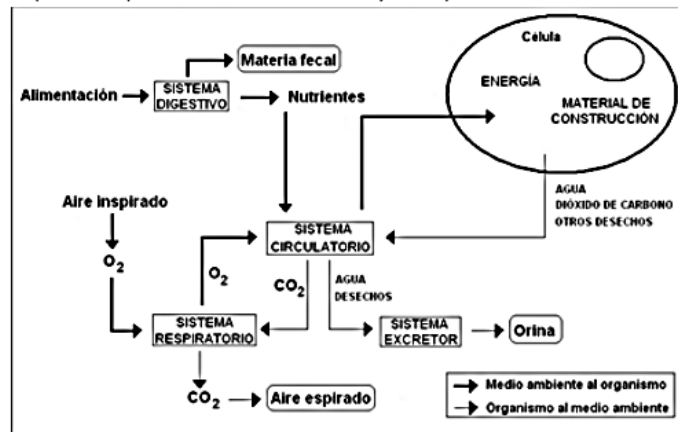 Célula
Materia fecal
ENERGÍA
Alimentación
SISTEMA
DIGESTIVO
Nutrientes
MATERIAL DE
CONSTRUCCIÓN
AGUA
DIÓXIDO DE CARBONO
OTROS DESECHOS
Aire inspirado
SISTEMA
CIRCULATORIO
O2
O2
CO2
AGUA
DESECHOS
SISTEMA
RESPIRATORIO
SISTEMA
EXCRETOR
Orina
CO2
Aire espirado
Medio ambiente al organismo
Organismo al medio ambiente